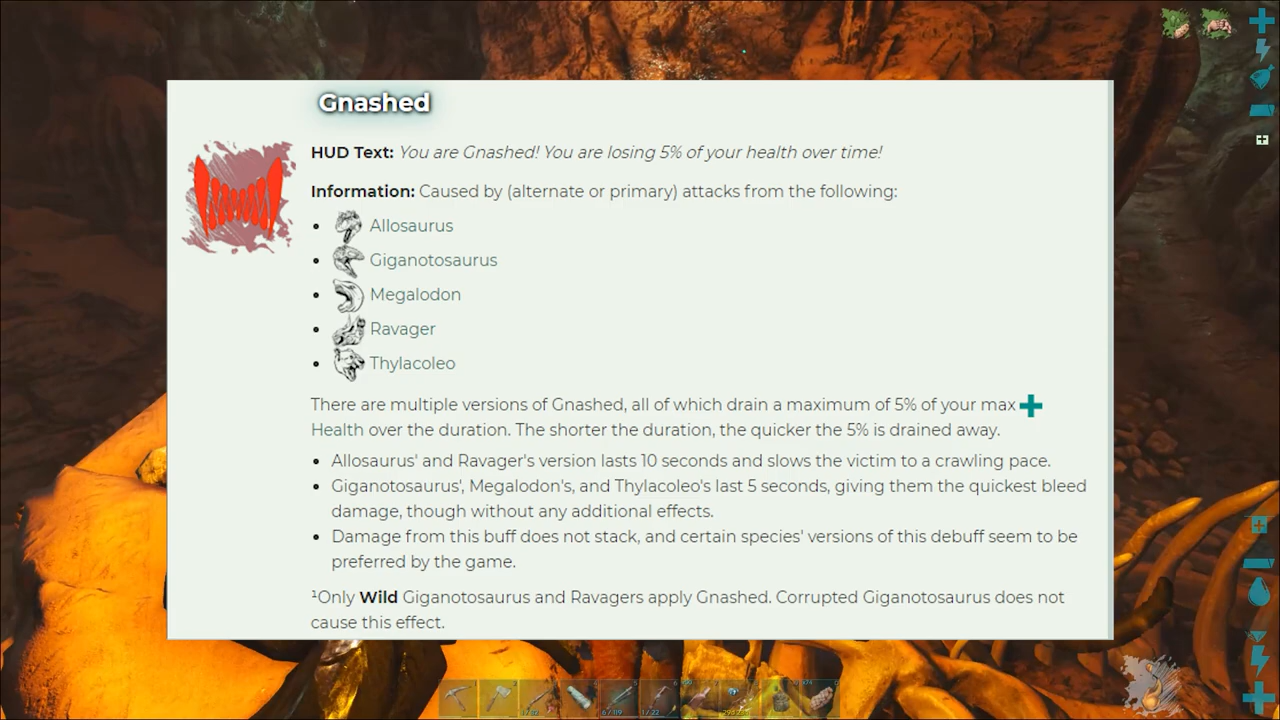 Gnashed
HUD Text: You are Gnashed! You are losing 5% of your health over time!
Information: Caused by (alternate or primary) attacks from the following:
Allosaurus
Giganotosaurus
Megalodon
Ravager
Thylacoleo
There are multiple versions of Gnashed, all of which drain a maximum of 5% of your max
Health over the duration. The shorter the duration, the quicker the 5% is drained away.
Allosaurus' and Ravager's version lasts 10 seconds and slows the victim to a crawling pace.
Giganotosaurus', Megalodon's, and Thylacoleo's last 5 seconds, giving them the quickest bleed
damage, though without any additional effects.
Damage from this buff does not stack, and certain species' versions of this debuff seem to be
preferred by the game.
¹Only Wild Giganotosaurus and Ravagers apply Gnashed. Corrupted Giganotosaurus does not
cause this effect.